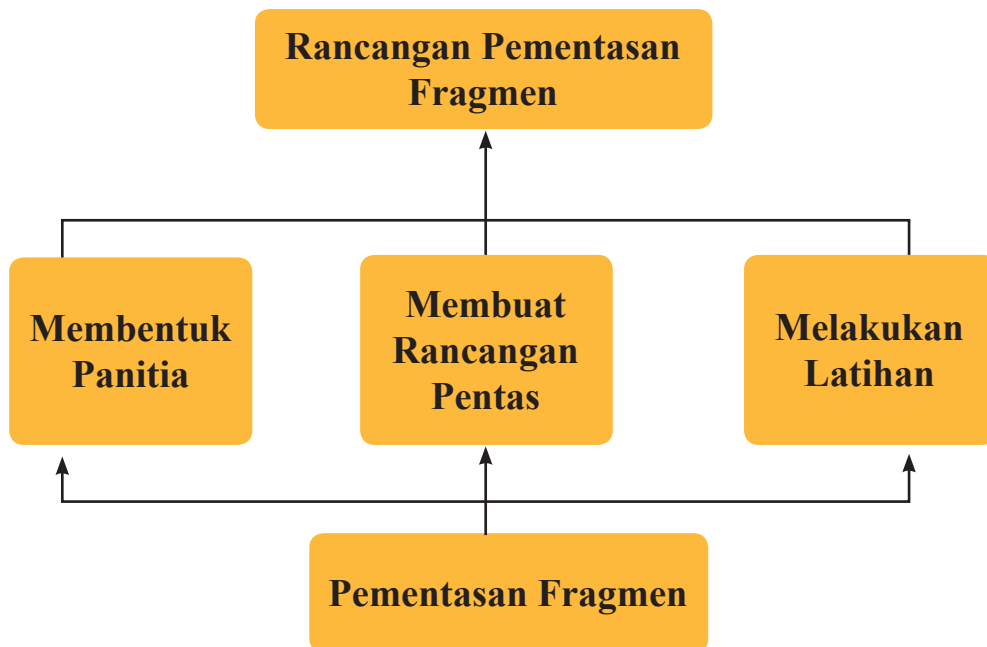 Rancangan Pementasan
Fragmen
Membentuk
Panitia
Membuat
Rancangan
Pentas
Melakukan
Latihan
Pementasan Fragmen